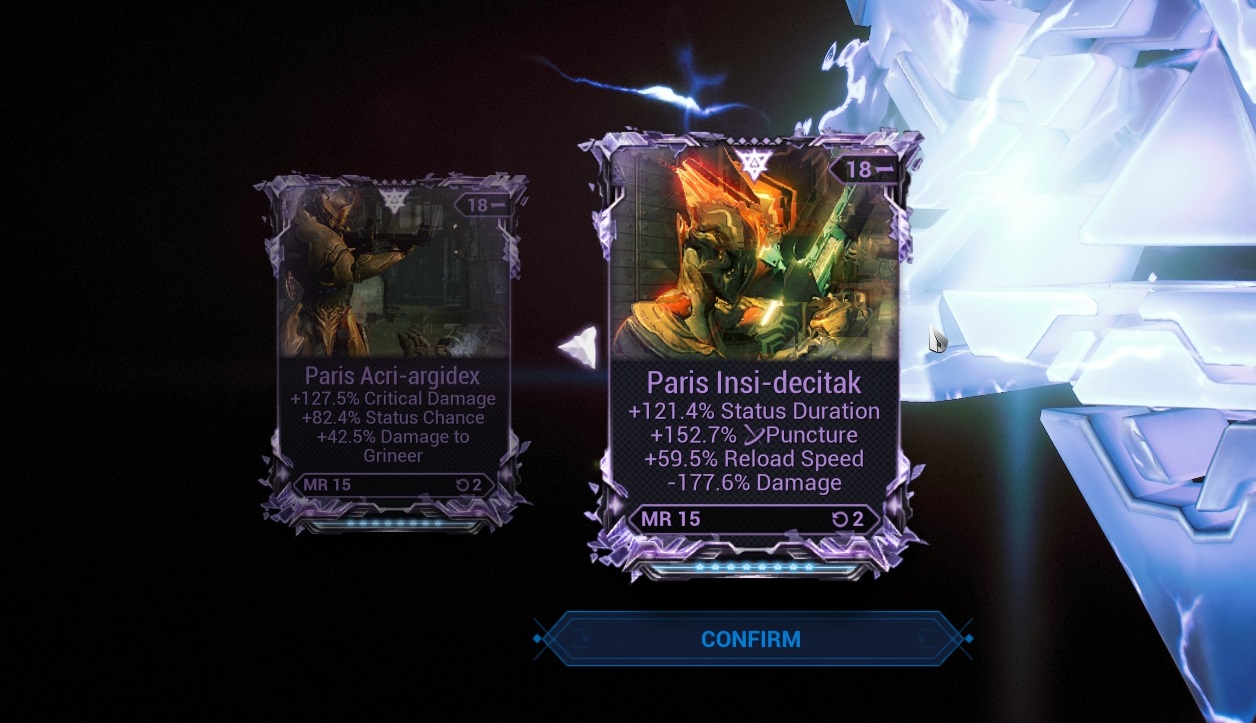 18
Paris Acri-argidex
+127.5% Critical Damage
+82.4% Status Chance
+42.5% Damage to
Grineer
MR 15
2
18
Paris Insi-decitak
+121.4% Status Duration
+152.7% Puncture
+59.5% Reload Speed
-177.6% Damage
MR 15
2
CONFIRM